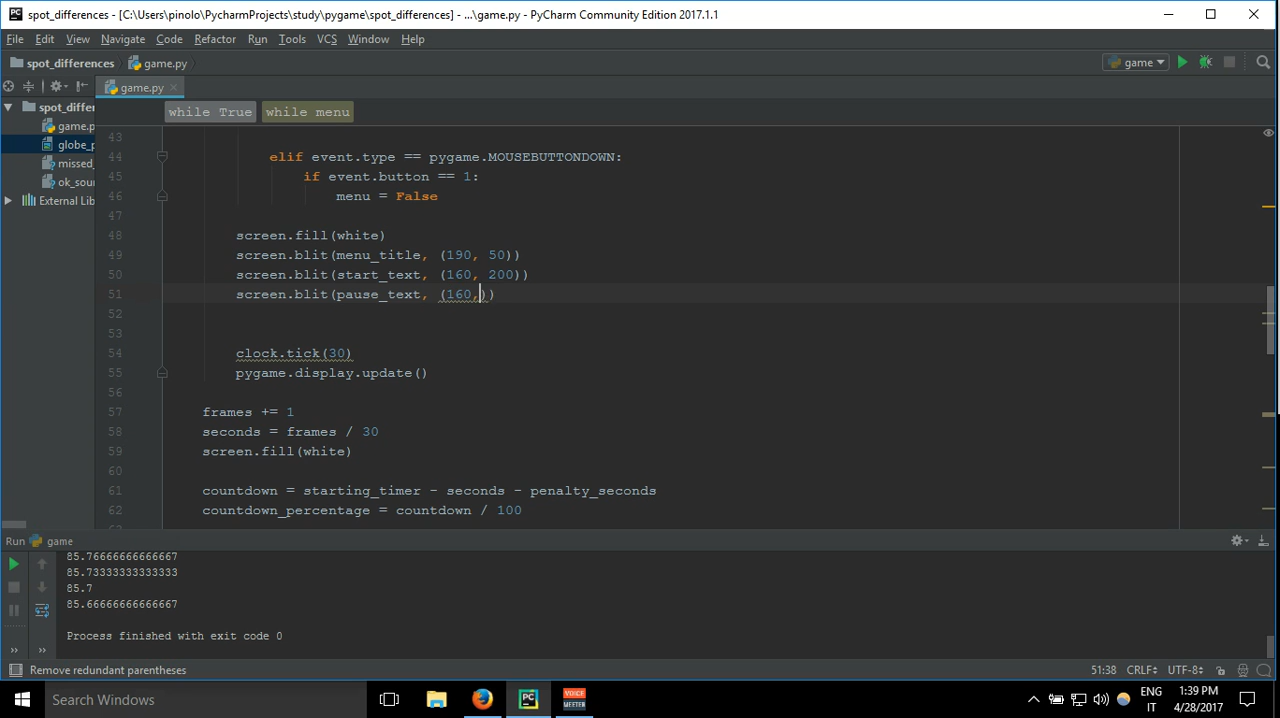 spot_differences - [C:\Users\pinolo\PycharmProjects\study\pygame\spot_differences] - ...\game.py - PyCharm Community Edition 2017.1.1
File Edit View Navigate Code Refactor Run Tools VCS Window Help
spot_differences game.py game
game.py
spot_differ while True while menu
game.p
globe_p
missed_
ok_sou
External Lib
43
44 elif event.type == pygame.MOUSEBUTTONDOWN:
45 if event.button == 1:
46 menu = False
47
48 screen.fill(white)
49 screen.blit(menu_title, (190, 50))
50 screen.blit(start_text, (160, 200))
51 screen.blit(pause_text, (160,))
52
53
54 clock.tick(30)
55 pygame.display.update()
56
57 frames += 1
58 seconds = frames / 30
59 screen.fill(white)
60
61 countdown = starting_timer - seconds - penalty_seconds
62 countdown_percentage = countdown / 100
Run game
85.76666666666667
85.73333333333333
85.7
85.66666666666667
Process finished with exit code 0
Remove redundant parentheses 51:38 CRLF UTF-8
Search Windows
PC
VOICE
MEETER
ENG
IT
1:39 PM
4/28/2017